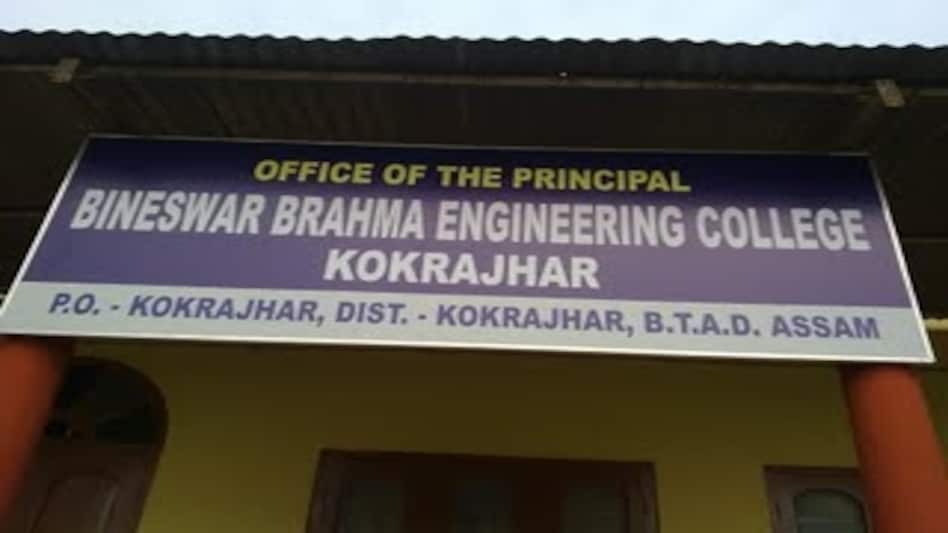 OFFICE OF THE PRINCIPAL
BINESWAR BRAHMA ENGINEERING COLLEGE
KOKRAJHAR
P.O. - KOKRAJHAR, DIST. - KOKRAJHAR, B.T.A.D. ASSAM